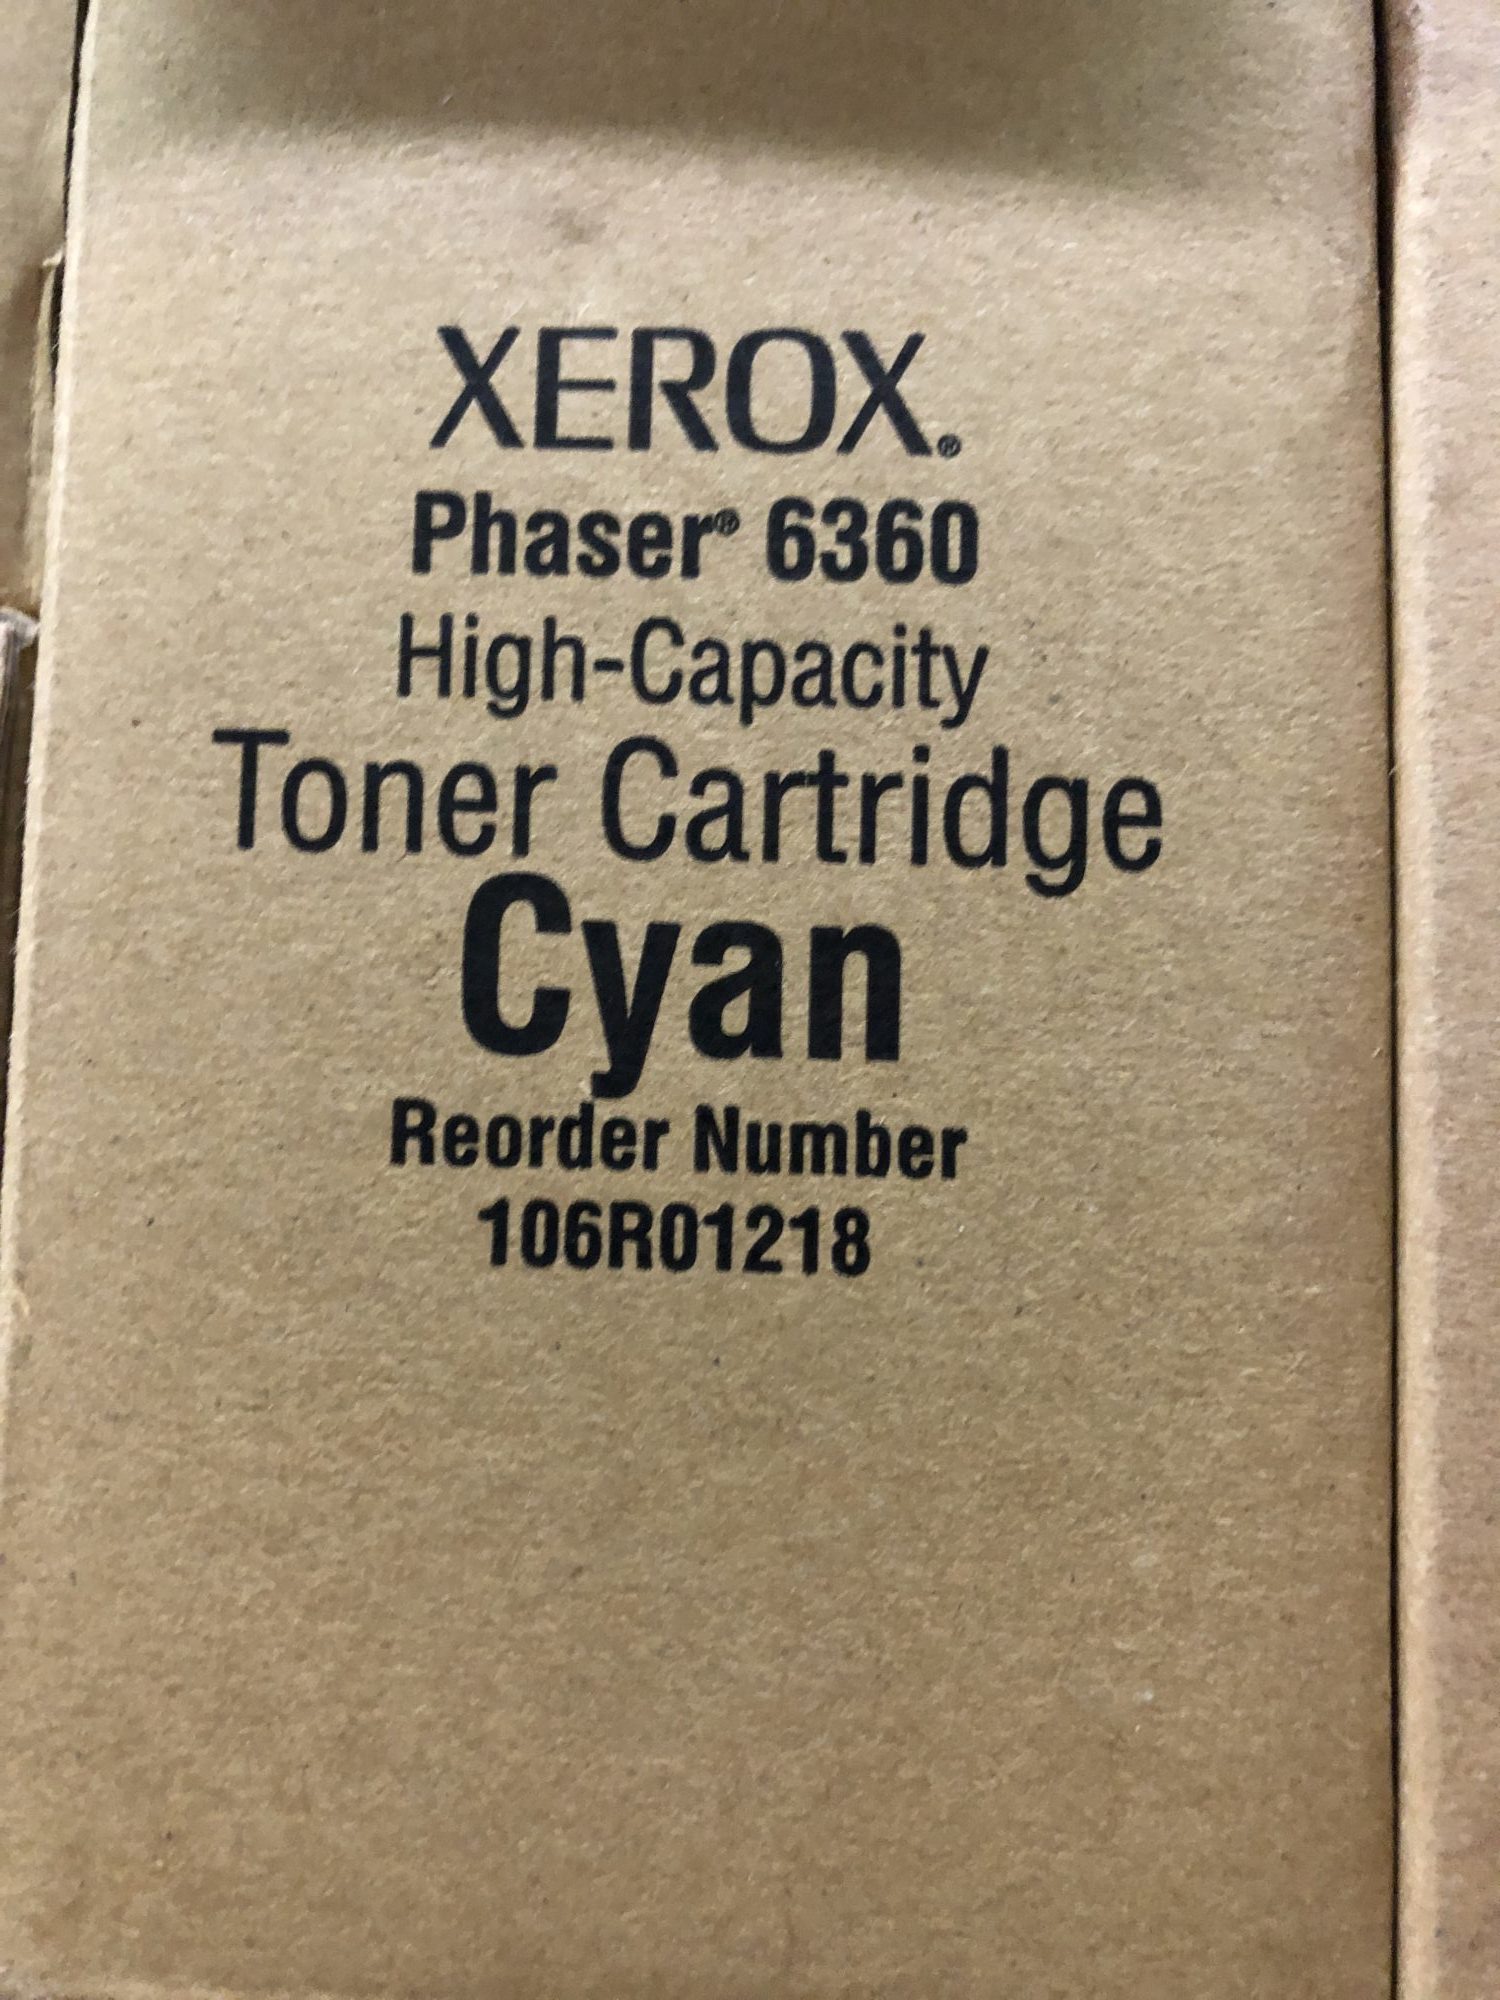 XEROX®
Phaser® 6360
High-Capacity
Toner Cartridge
Cyan
Reorder Number
106R01218